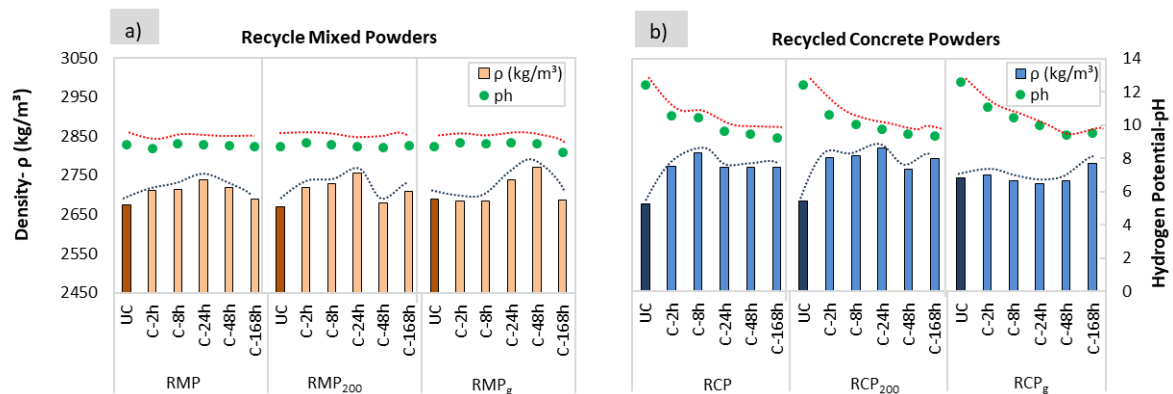 a)
Recycle Mixed Powders
b)
Recycled Concrete Powders
Density- ρ (kg/m³)
3050
2950
2850
2750
2650
2550
2450
ρ (kg/m³)
ph
UC
C-2h
C-8h
C-24h
C-48h
C-168h
UC
C-2h
C-8h
C-24h
C-48h
C-168h
UC
C-2h
C-8h
C-24h
C-48h
C-168h
RMP
RMP₂₀₀
RMPg
ρ (kg/m³)
ph
UC
C-2h
C-8h
C-24h
C-48h
C-168h
UC
C-2h
C-8h
C-24h
C-48h
C-168h
UC
C-2h
C-8h
C-24h
C-48h
C-168h
RCP
RCP₂₀₀
RCPg
14
12
10
8
6
4
2
0
Hydrogen Potential-pH